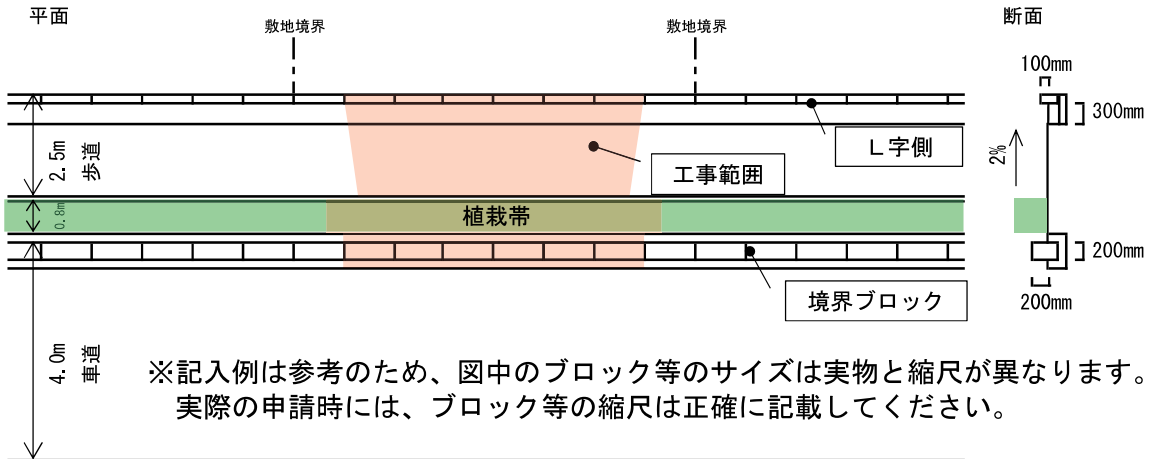 平面
断面
敷地境界
敷地境界
100mm
300mm
L字側
2.5m
歩道
2%
工事範囲
0.8m
植栽帯
200mm
境界ブロック
200mm
4.0m
車道
※記入例は参考のため、図中のブロック等のサイズは実物と縮尺が異なります。
実際の申請時には、ブロック等の縮尺は正確に記載してください。